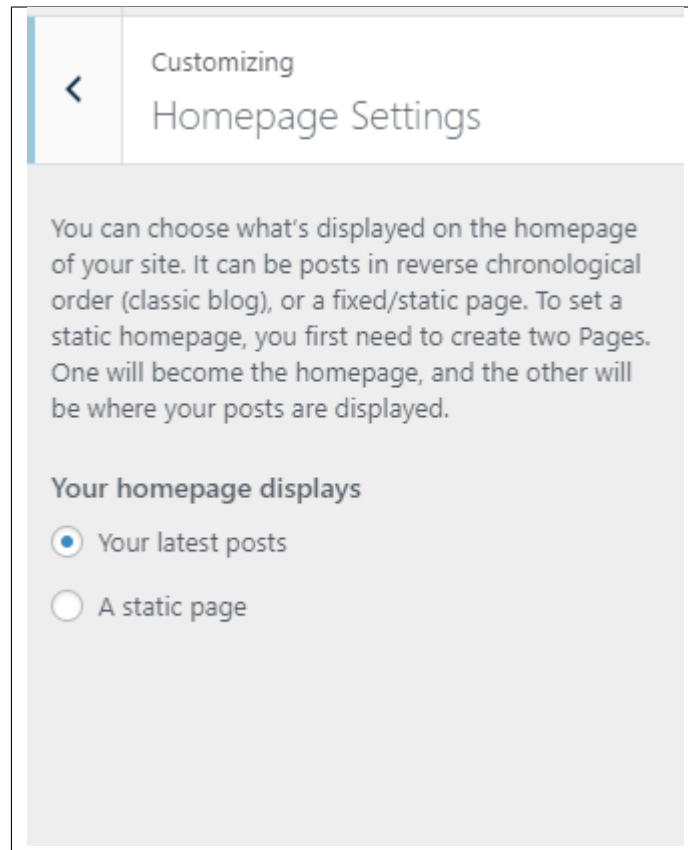 Customizing
Homepage Settings
You can choose what's displayed on the homepage
of your site. It can be posts in reverse chronological
order (classic blog), or a fixed/static page. To set a
static homepage, you first need to create two Pages.
One will become the homepage, and the other will
be where your posts are displayed.
Your homepage displays
Your latest posts
A static page